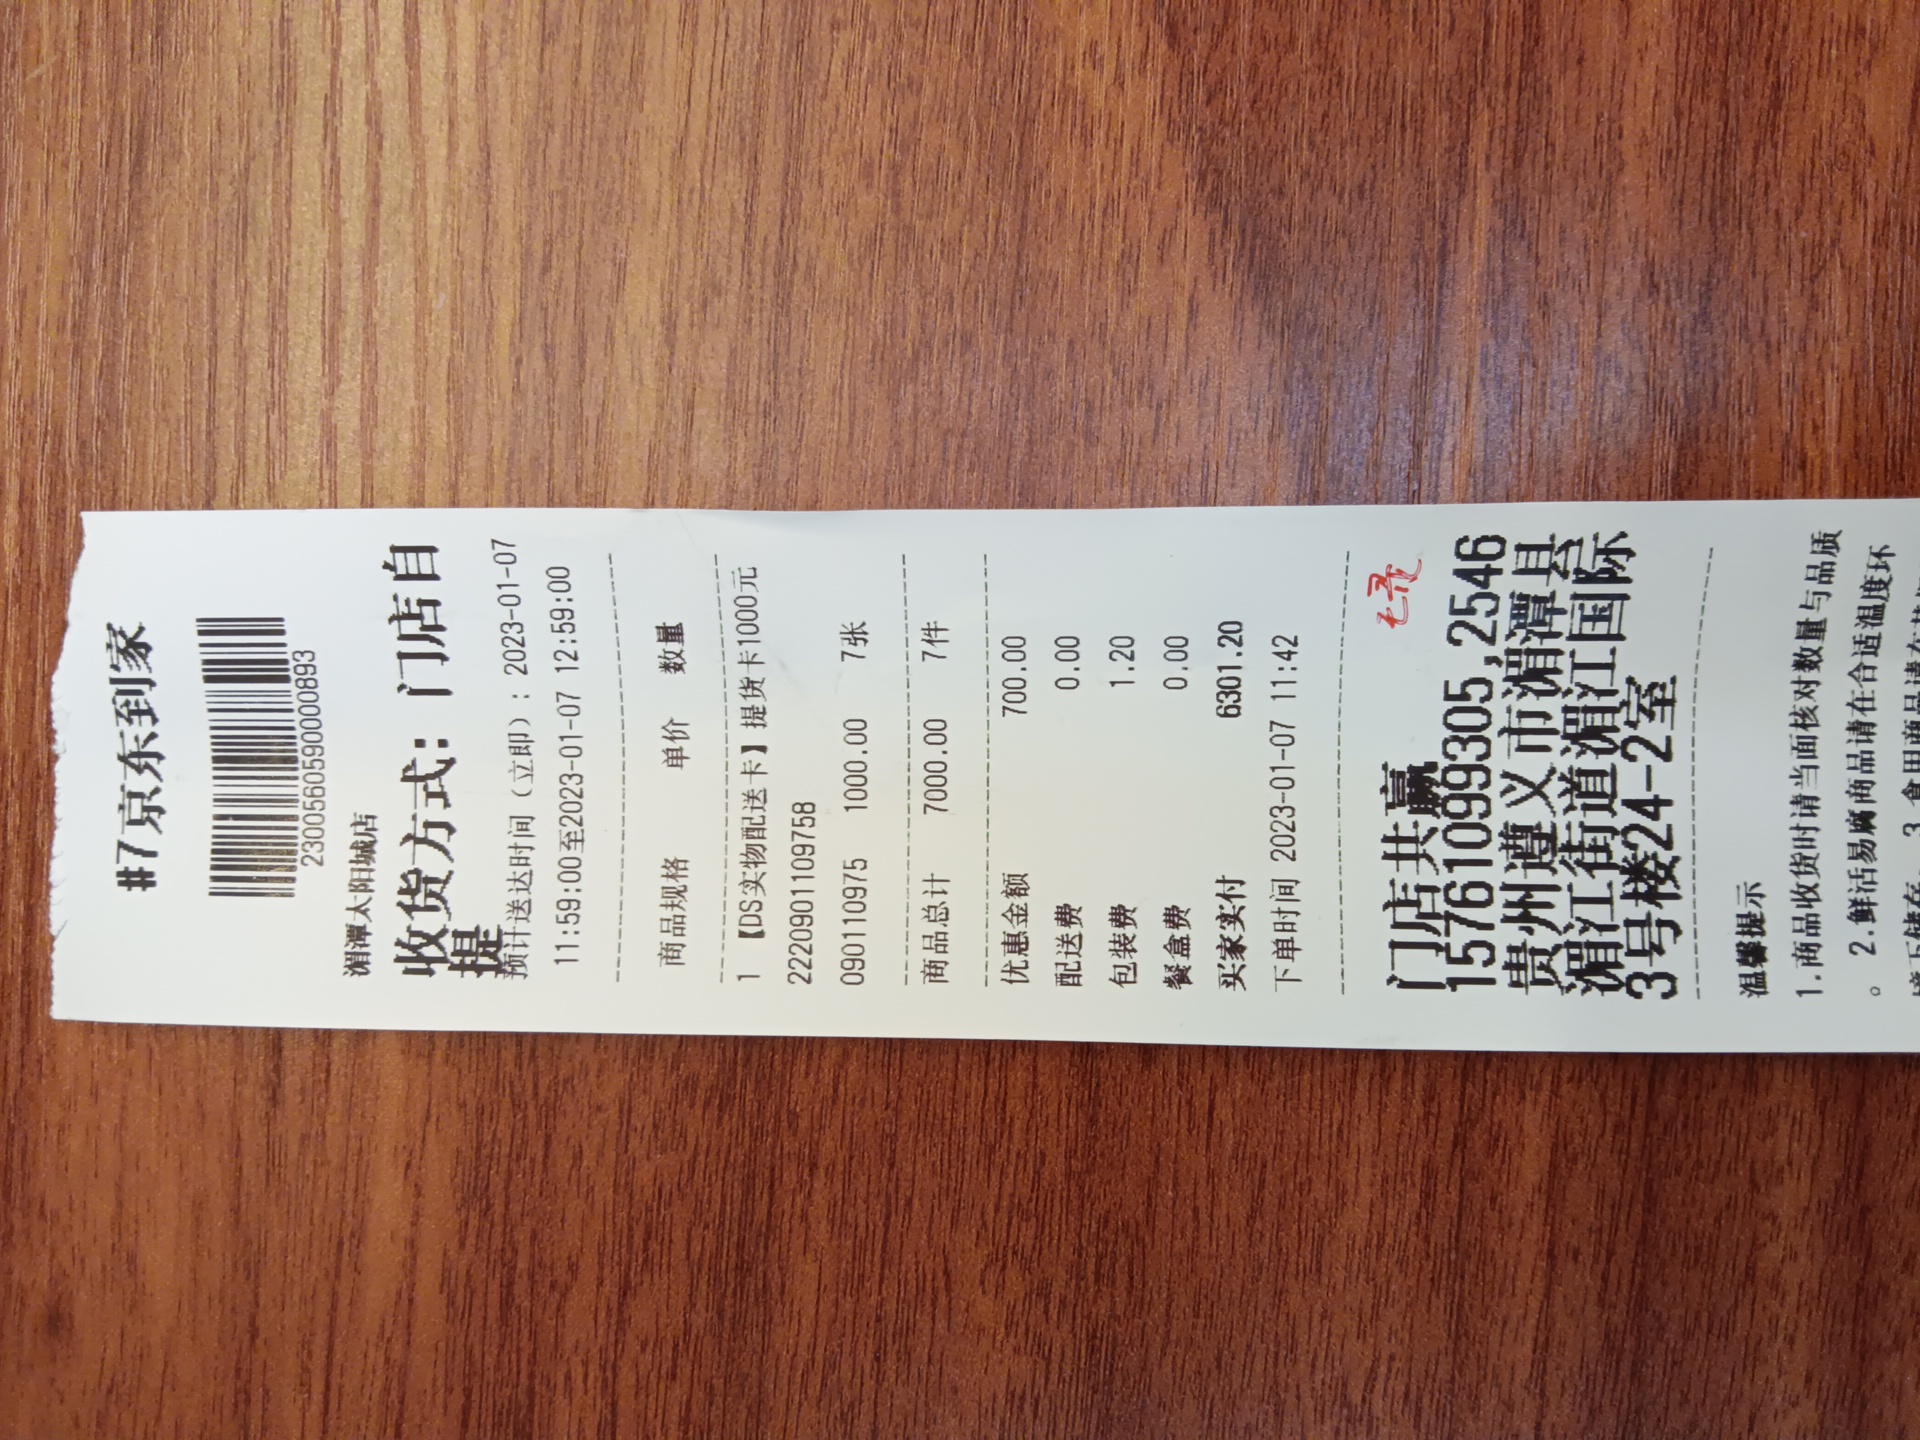 #7京东到家
2300560590000893
湄潭太阳城店
收货方式：门店自
提
预计送达时间（立即）：2023-01-07
11:59:00至2023-01-07 12:59:00
商品规格 单价 数量
1 【DS实物配送卡】提货卡1000元
2220901109758
0901109975 1000.00 7张
商品总计 7000.00 7件
优惠金额 700.00
配送费 0.00
包装费 1.20
餐盒费 0.00
买家实付 6301.20
下单时间 2023-01-07 11:42
已录
门店共赢
15761099305,2546
贵州遵义市湄潭县
湄江街道湄江国际
3号楼24-2室
温馨提示
1.商品收货时请当面核对数量与品质
。2.鲜活易腐商品请在合适温度环